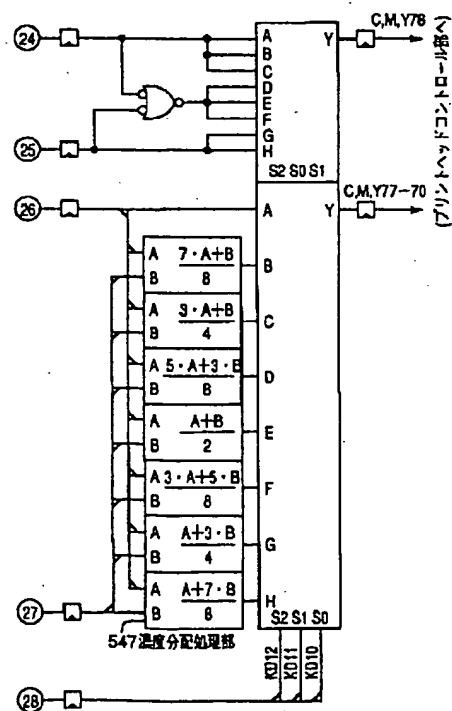 24
A Y C,M,Y78
B
C
D
E
F
25
G
H
S2 S0 S1
26
A Y C,M,Y77-70
(プリントヘッドコントロール部へ)
A 7・A+B
B 8
B
A 3・A+B
B 4
C
A 5・A+3・B
B 8
D
A A+B
B 2
E
A 3・A+5・B
B 8
F
A A+3・B
B 4
G
A A+7・B
B 8
H
S2 S1 S0
27
547濃度分配処理部
KD12
KD11
KD10
28